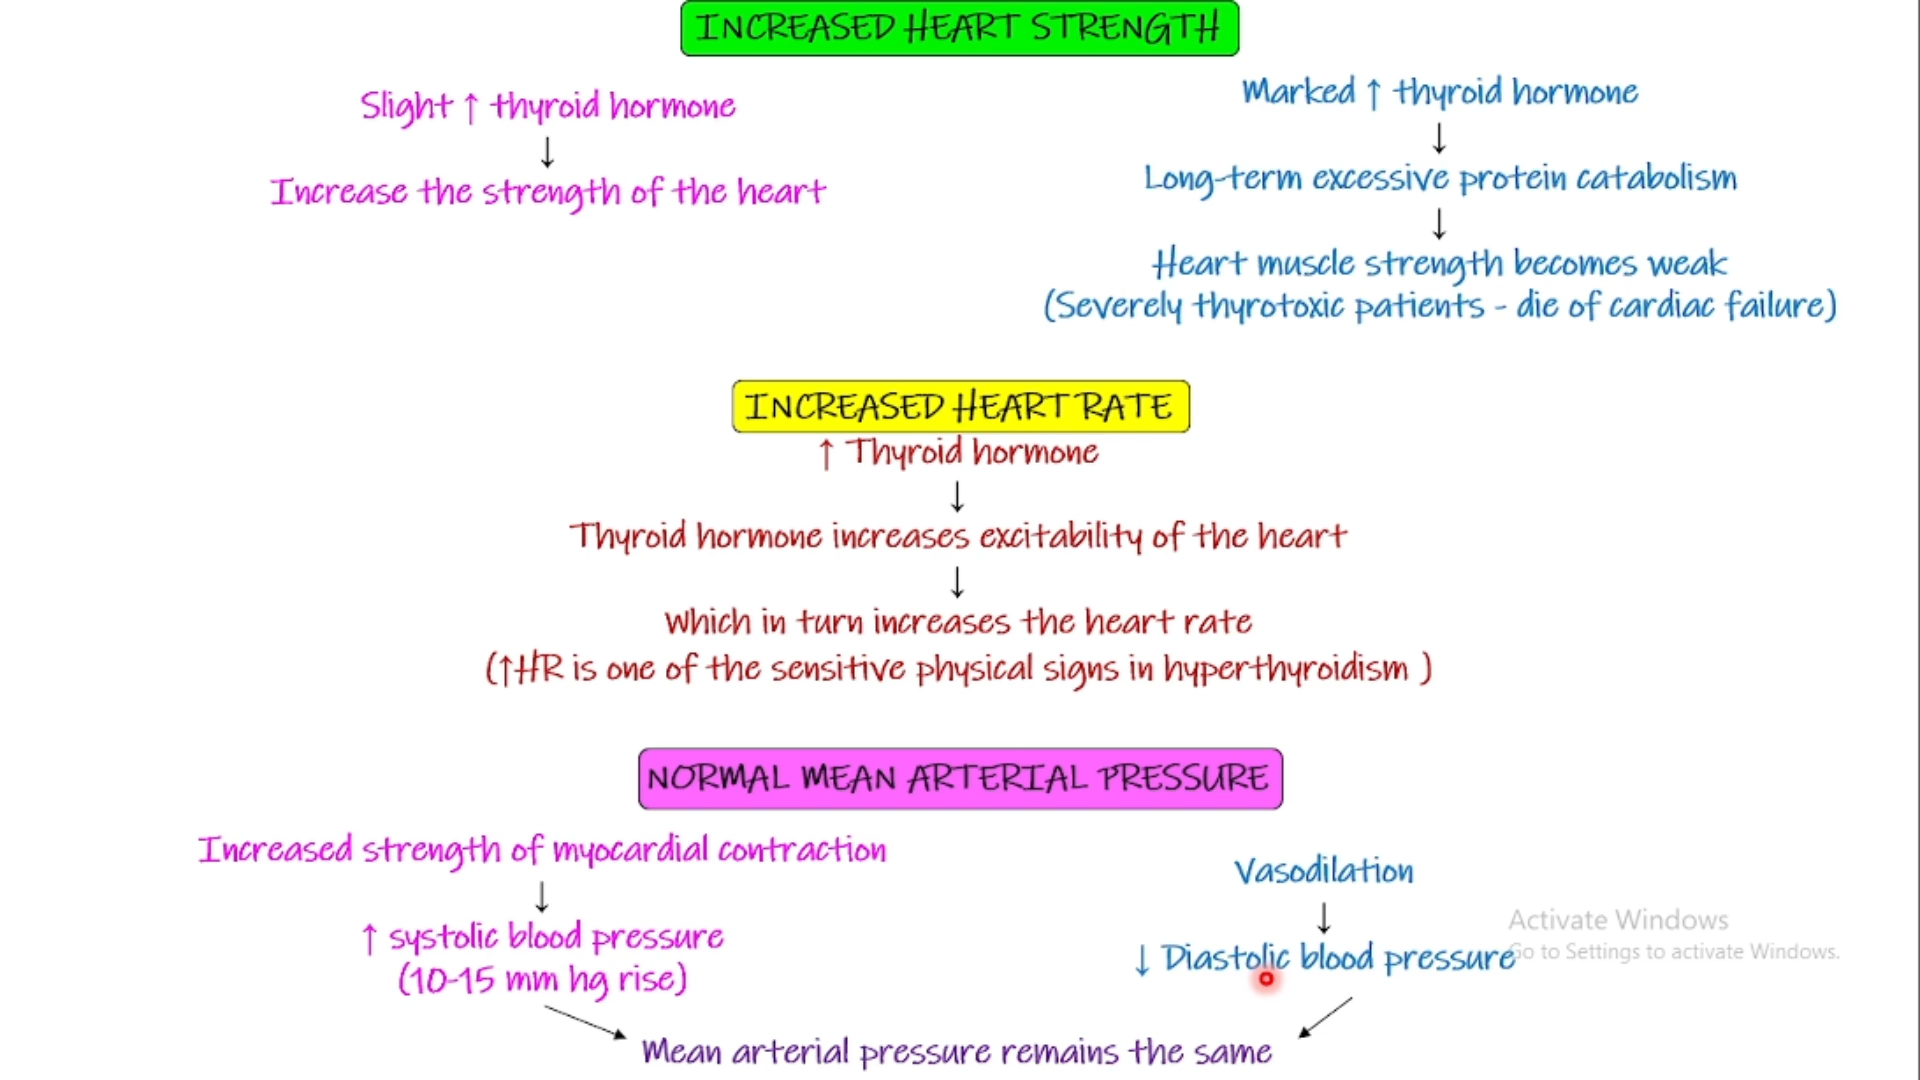 INCREASED HEART STRENGTH
Slight ↑ thyroid hormone
↓
Increase the strength of the heart
Marked ↑ thyroid hormone
↓
Long-term excessive protein catabolism
↓
Heart muscle strength becomes weak
(Severely thyrotoxic patients - die of cardiac failure)
INCREASED HEART RATE
↑ Thyroid hormone
↓
Thyroid hormone increases excitability of the heart
↓
Which in turn increases the heart rate
(↑HR is one of the sensitive physical signs in hyperthyroidism )
NORMAL MEAN ARTERIAL PRESSURE
Increased strength of myocardial contraction
↓
↑ systolic blood pressure
(10-15 mm hg rise)
Vasodilation
↓
↓ Diastolic blood pressure
Mean arterial pressure remains the same
Activate Windows
Go to Settings to activate Windows.